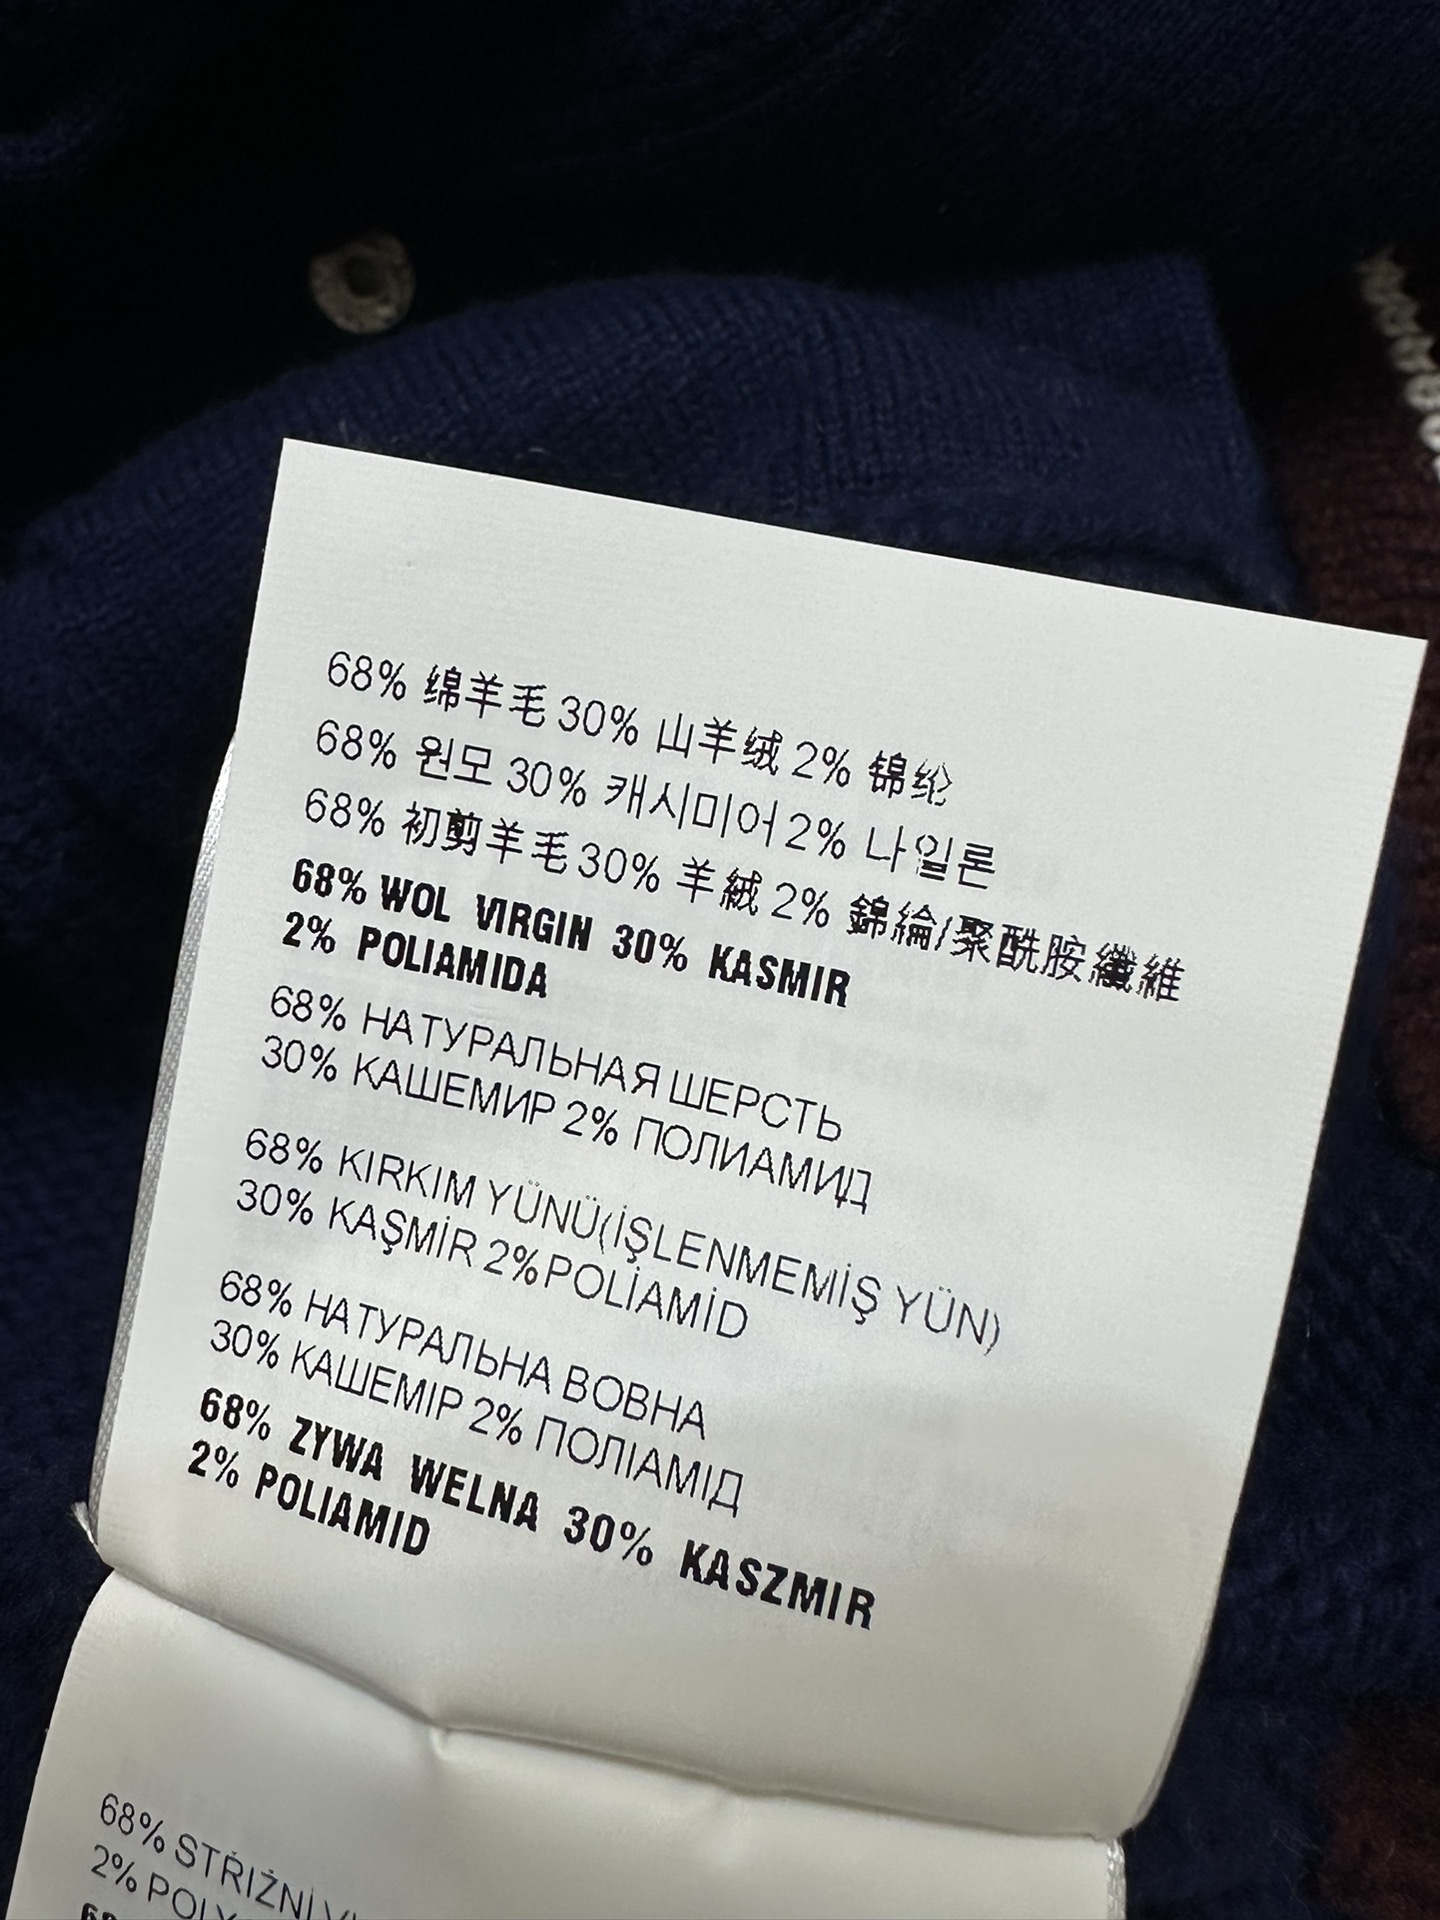 68% 绵羊毛 30% 山羊绒 2% 锦纶
68% 원모 30% 캐시미어 2% 나일론
68% 初剪羊毛 30% 羊絨 2% 錦綸/聚酰胺纖維
68% WOL VIRGIN 30% KASMIR
2% POLIAMIDA
68% НАТУРАЛЬНАЯ ШЕРСТЬ
30% КАШЕМИР 2% ПОЛИАМИД
68% KIRKIM YÜNÜ(İŞLENMEMİŞ YÜN)
30% KAŞMİR 2% POLİAMİD
68% НАТУРАЛЬНА ВОВНА
30% КАШЕМІР 2% ПОЛІАМІД
68% ZYWA WELNA 30% KASZMIR
2% POLIAMID
68% STŘIŽNÍ
2%